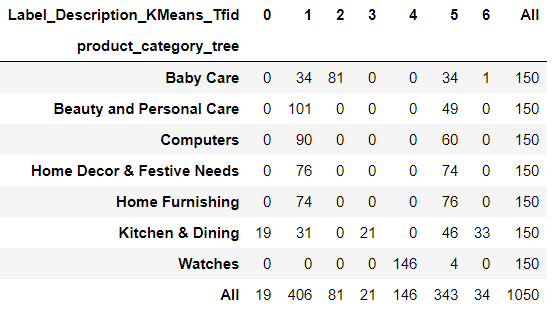 Label_Description_KMeans_Tfid 0 1 2 3 4 5 6 All
product_category_tree
Baby Care 0 34 81 0 0 34 1 150
Beauty and Personal Care 0 101 0 0 0 49 0 150
Computers 0 90 0 0 0 60 0 150
Home Decor & Festive Needs 0 76 0 0 0 74 0 150
Home Furnishing 0 74 0 0 0 76 0 150
Kitchen & Dining 19 31 0 21 0 46 33 150
Watches 0 0 0 0 146 4 0 150
All 19 406 81 21 146 343 34 1050